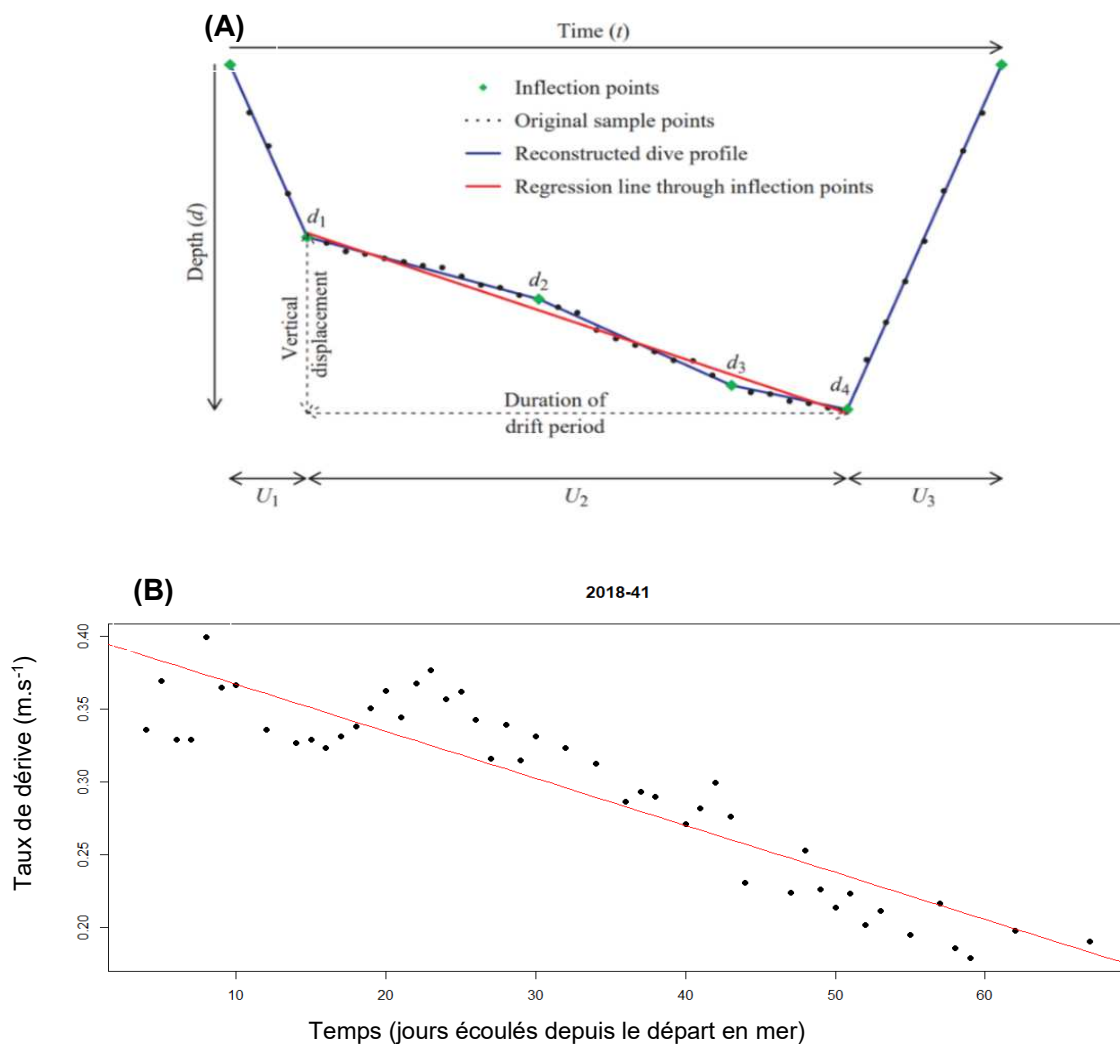 (A)
Time (t)
Inflection points
Original sample points
Reconstructed dive profile
Regression line through inflection points
Depth (d)
d1
d2
d3
d4
Vertical
displacement
Duration of
drift period
U1
U2
U3
(B)
2018-41
Taux de dérive (m.s-1)
0.40
0.35
0.30
0.25
0.20
10
20
30
40
50
60
Temps (jours écoulés depuis le départ en mer)